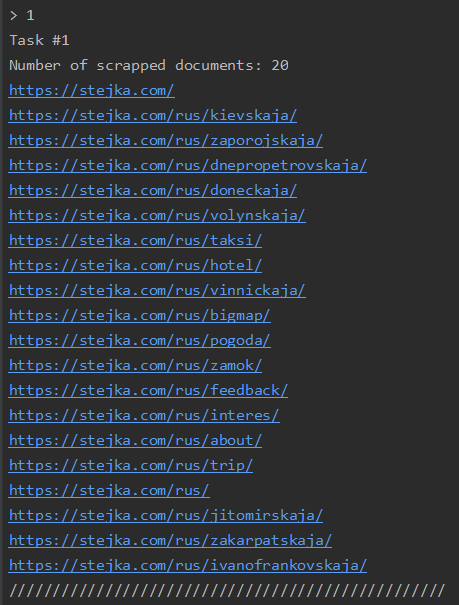 > 1
Task #1
Number of scrapped documents: 20
https://stejka.com/
https://stejka.com/rus/kievskaja/
https://stejka.com/rus/zaporojskaja/
https://stejka.com/rus/dnepropetrovskaja/
https://stejka.com/rus/doneckaja/
https://stejka.com/rus/volynskaja/
https://stejka.com/rus/taksi/
https://stejka.com/rus/hotel/
https://stejka.com/rus/vinnickaja/
https://stejka.com/rus/bigmap/
https://stejka.com/rus/pogoda/
https://stejka.com/rus/zamok/
https://stejka.com/rus/feedback/
https://stejka.com/rus/interes/
https://stejka.com/rus/about/
https://stejka.com/rus/trip/
https://stejka.com/rus/
https://stejka.com/rus/jitomirskaja/
https://stejka.com/rus/zakarpatskaja/
https://stejka.com/rus/ivanofrankovskaja/
//////////////////////////////////////////////////